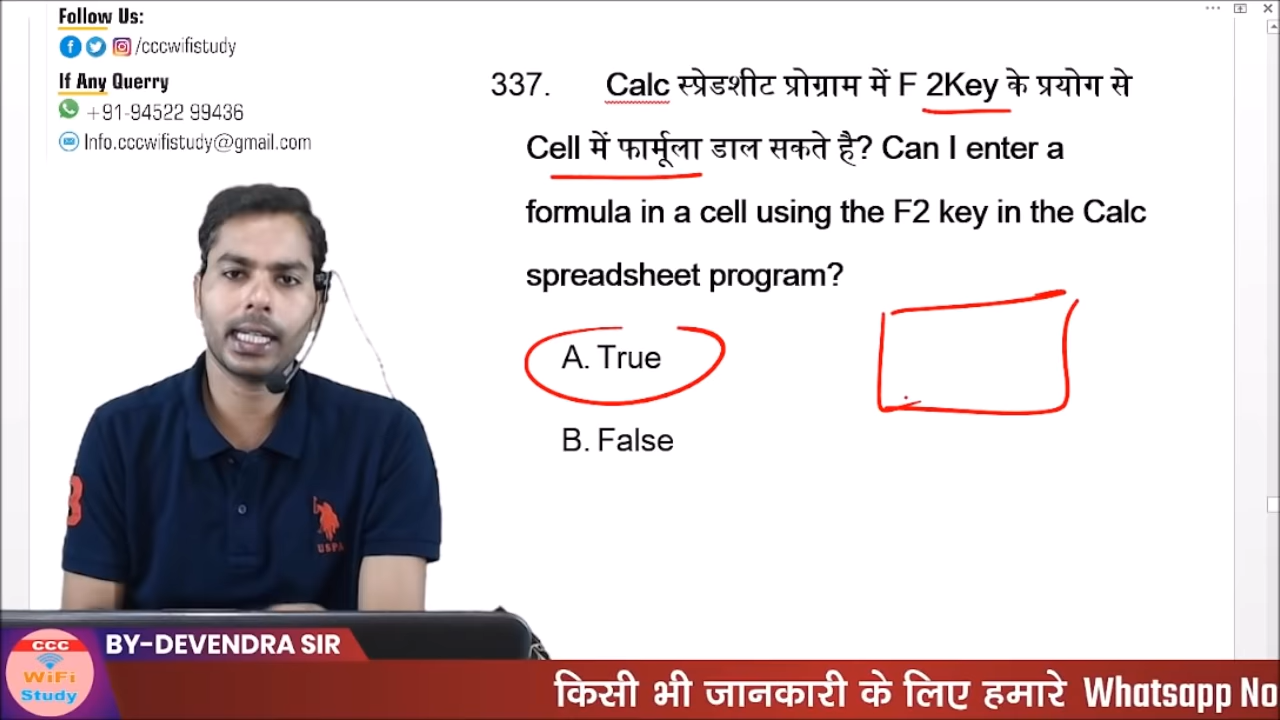 Follow Us:
/cccwifistudy
If Any Querry
+91-94522 99436
Info.cccwifistudy@gmail.com
337. Calc स्प्रेडशीट प्रोग्राम में F 2Key के प्रयोग से
Cell में फार्मूला डाल सकते है? Can I enter a
formula in a cell using the F2 key in the Calc
spreadsheet program?
A. True
B. False
3
USPA
CCC
WiFi
Study
BY-DEVENDRA SIR
किसी भी जानकारी के लिए हमारे Whatsapp No